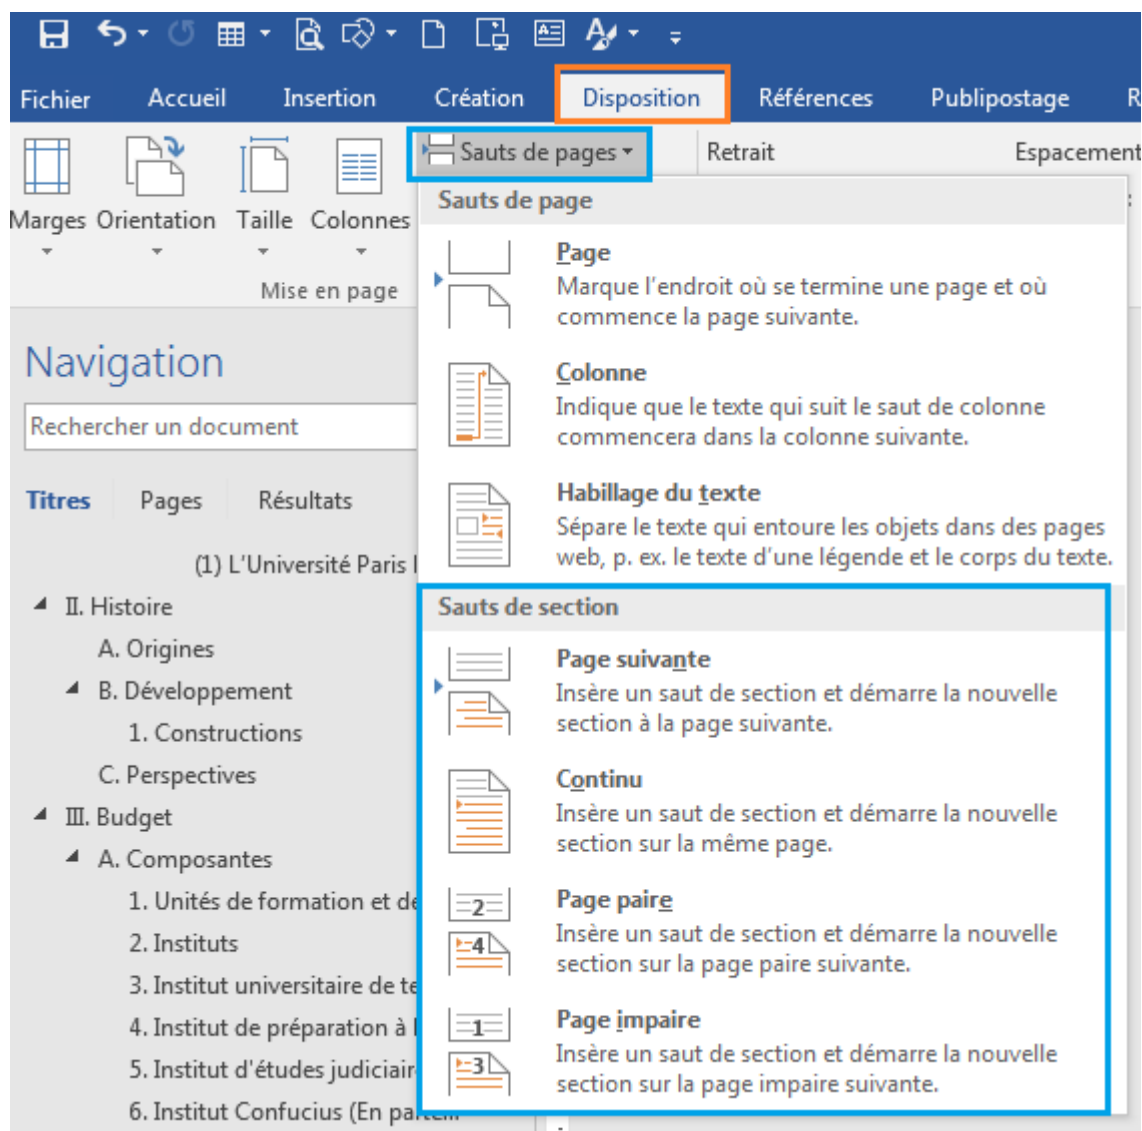 Fichier Accueil Insertion Création Disposition Références Publipostage R
Sauts de pages Retrait Espacement
Marges Orientation Taille Colonnes
Mise en page
Sauts de page
Page
Marque l'endroit où se termine une page et où
commence la page suivante.
Colonne
Indique que le texte qui suit le saut de colonne
commencera dans la colonne suivante.
Habillage du texte
Sépare le texte qui entoure les objets dans des pages
web, p. ex. le texte d'une légende et le corps du texte.
Sauts de section
Page suivante
Insère un saut de section et démarre la nouvelle
section à la page suivante.
Continu
Insère un saut de section et démarre la nouvelle
section sur la même page.
2
4
Page paire
Insère un saut de section et démarre la nouvelle
section sur la page paire suivante.
1
3
Page impaire
Insère un saut de section et démarre la nouvelle
section sur la page impaire suivante.
Navigation
Rechercher un document
Titres Pages Résultats
(1) L'Université Paris
II. Histoire
A. Origines
B. Développement
1. Constructions
C. Perspectives
III. Budget
A. Composantes
1. Unités de formation et de
2. Instituts
3. Institut universitaire de te
4. Institut de préparation à
5. Institut d'études judiciair
6. Institut Confucius (En